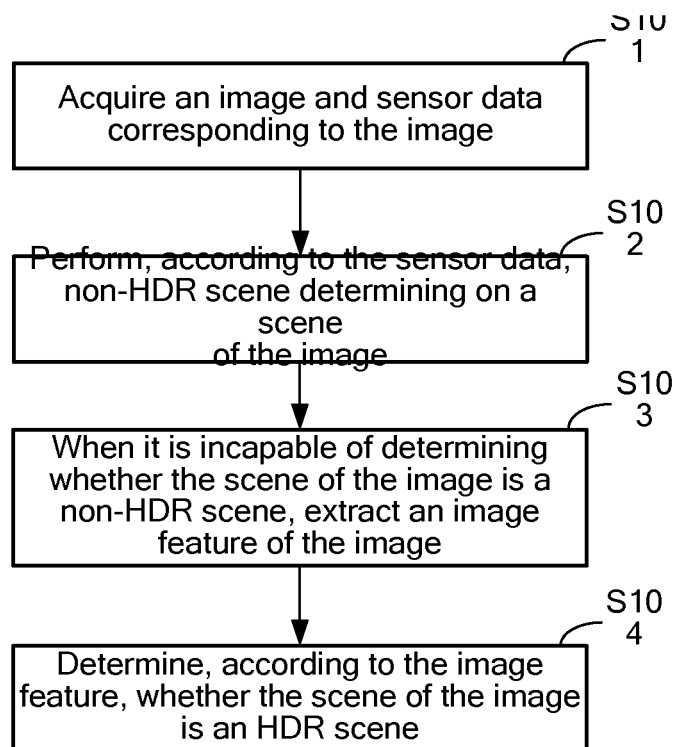 S10
1
Acquire an image and sensor data
corresponding to the image
S10
2
Perform, according to the sensor data,
non-HDR scene determining on a
scene
of the image
S10
3
When it is incapable of determining
whether the scene of the image is a
non-HDR scene, extract an image
feature of the image
S10
4
Determine, according to the image
feature, whether the scene of the image
is an HDR scene